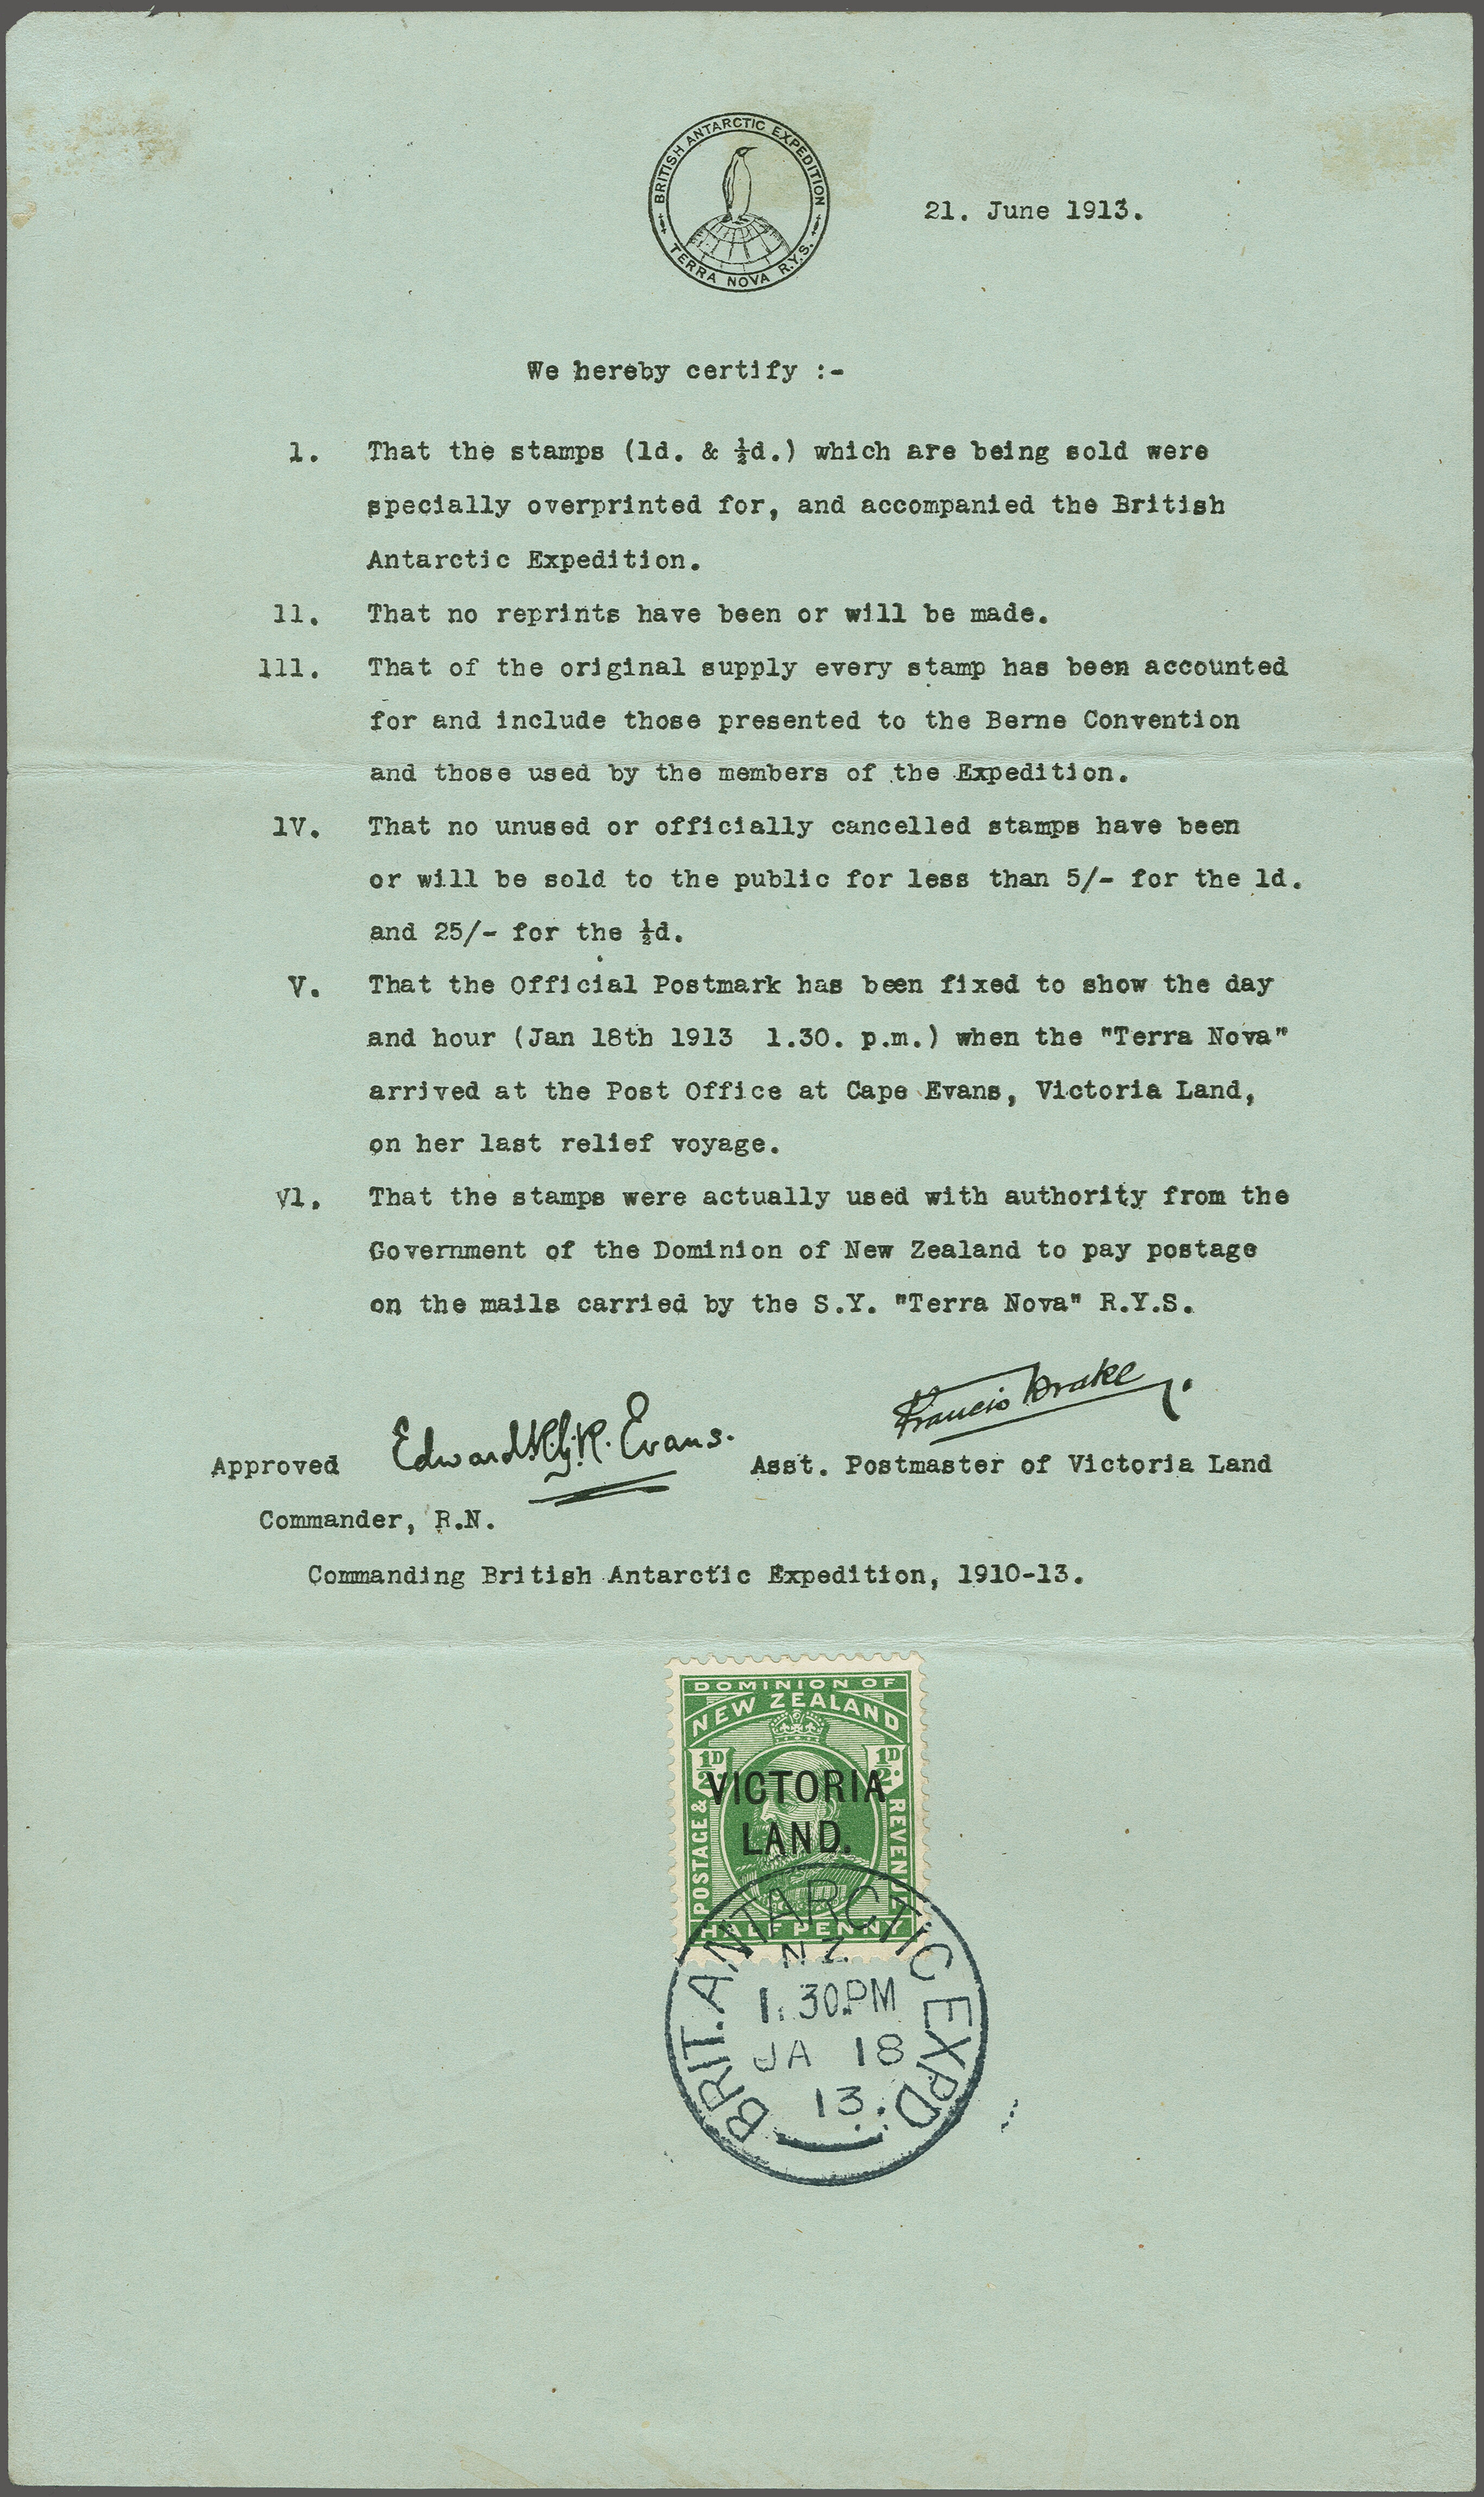 BRITISH ANTARCTIC EXPEDITION
TERRA NOVA R.Y.S.
21. June 1913.
We hereby certify :-
1. That the stamps (1d. & ½d.) which are being sold were
specially overprinted for, and accompanied the British
Antarctic Expedition.
11. That no reprints have been or will be made.
111. That of the original supply every stamp has been accounted
for and include those presented to the Berne Convention
and those used by the members of the Expedition.
1V. That no unused or officially cancelled stamps have been
or will be sold to the public for less than 5/- for the 1d.
and 25/- for the ½d.
V. That the Official Postmark has been fixed to show the day
and hour (Jan 18th 1913 1.30. p.m.) when the "Terra Nova"
arrived at the Post Office at Cape Evans, Victoria Land,
on her last relief voyage.
V1. That the stamps were actually used with authority from the
Government of the Dominion of New Zealand to pay postage
on the mails carried by the S.Y. "Terra Nova" R.Y.S.
Francis Drake.
Edward R.G.R. Evans.
Approved
Asst. Postmaster of Victoria Land
Commander, R.N.
Commanding British Antarctic Expedition, 1910-13.
DOMINION OF
NEW ZEALAND
½D ½D
POSTAGE & REVENUE
VICTORIA
LAND.
HALFPENNY
BRIT. ANTARCTIC EXPD
N Z
1. 30.PM
JA 18
13.